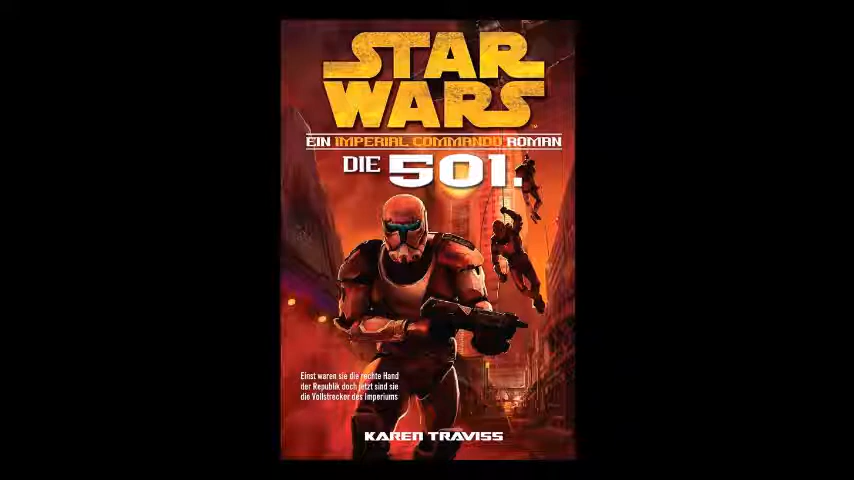 STAR
WARS
EIN IMPERIAL COMMANDO ROMAN
DIE 501.
Einst waren sie die rechte Hand
der Republik doch jetzt sind sie
die Vollstrecker des Imperiums
KAREN TRAVISS